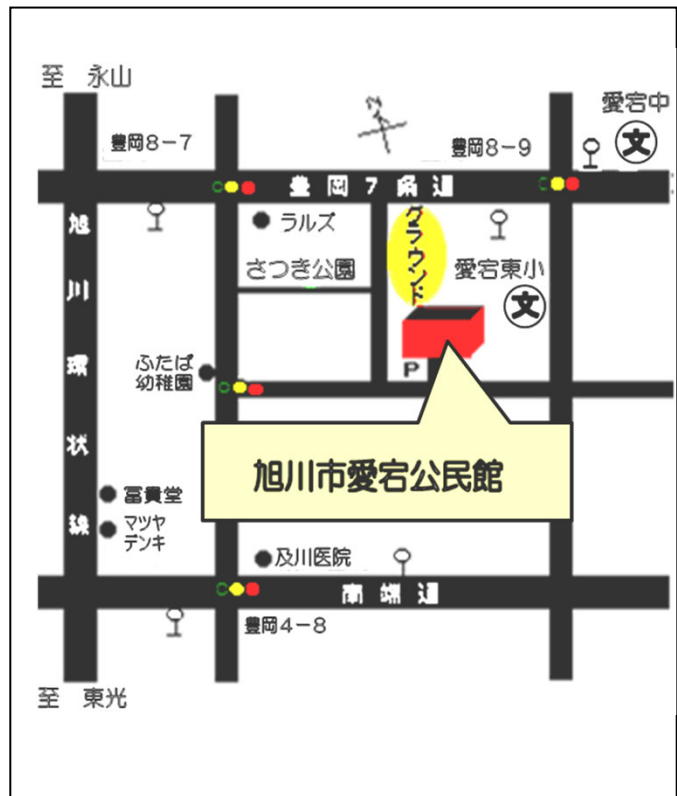 至 永山
愛宕中
文
豊岡8-7
豊岡8-9
豊岡7条通
旭川環状線
ラルズ
グラウンド
さつき公園
愛宕東小
文
ふたば
幼稚園
P
旭川市愛宕公民館
冨貴堂
マツヤ
デンキ
及川医院
南端通
豊岡4-8
至 東光